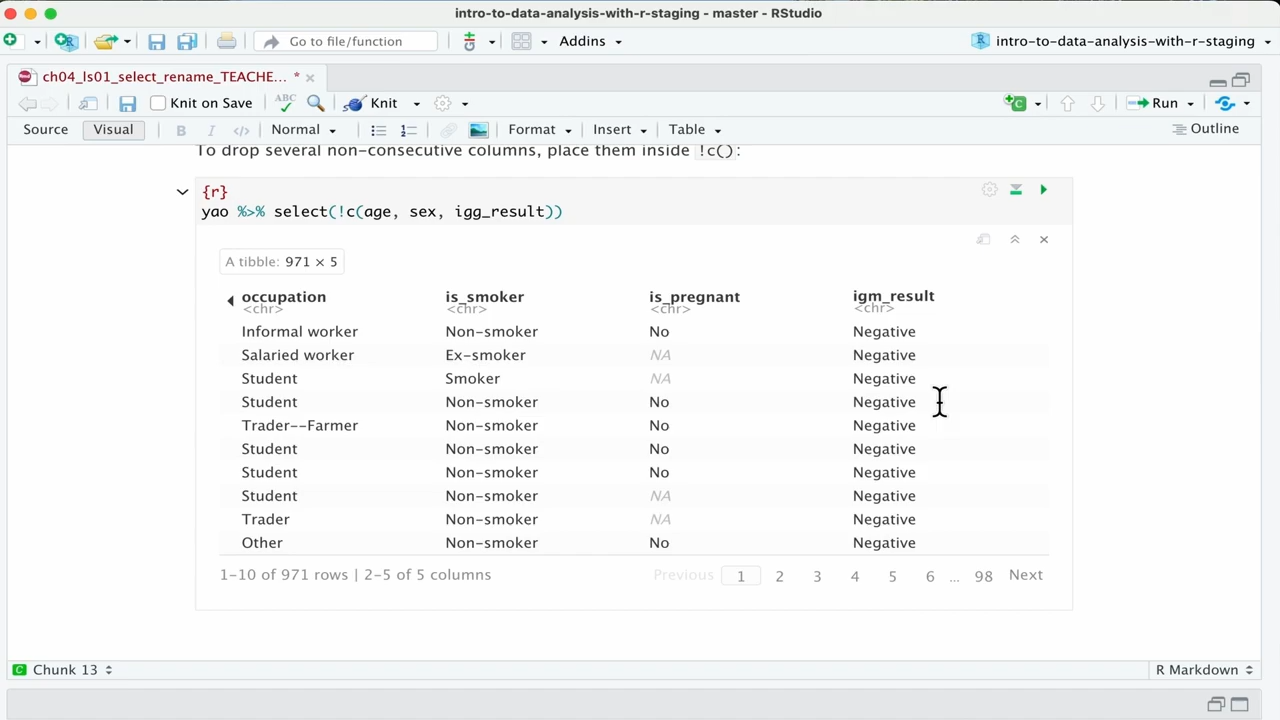 intro-to-data-analysis-with-r-staging - master - RStudio
Go to file/function Addins intro-to-data-analysis-with-r-staging
ch04_ls01_select_rename_TEACHE... *
Knit on Save ABC Knit Run
Source Visual B I </> Normal Format Insert Table Outline
To drop several non-consecutive columns, place them inside !c():
{r}
yao %>% select(!c(age, sex, igg_result))
A tibble: 971 × 5
occupation is_smoker is_pregnant igm_result
<chr> <chr> <chr> <chr>
Informal worker Non-smoker No Negative
Salaried worker Ex-smoker NA Negative
Student Smoker NA Negative
Student Non-smoker No Negative
Trader--Farmer Non-smoker No Negative
Student Non-smoker No Negative
Student Non-smoker No Negative
Student Non-smoker NA Negative
Trader Non-smoker NA Negative
Other Non-smoker No Negative
1-10 of 971 rows | 2-5 of 5 columns Previous 1 2 3 4 5 6 ... 98 Next
C Chunk 13 R Markdown